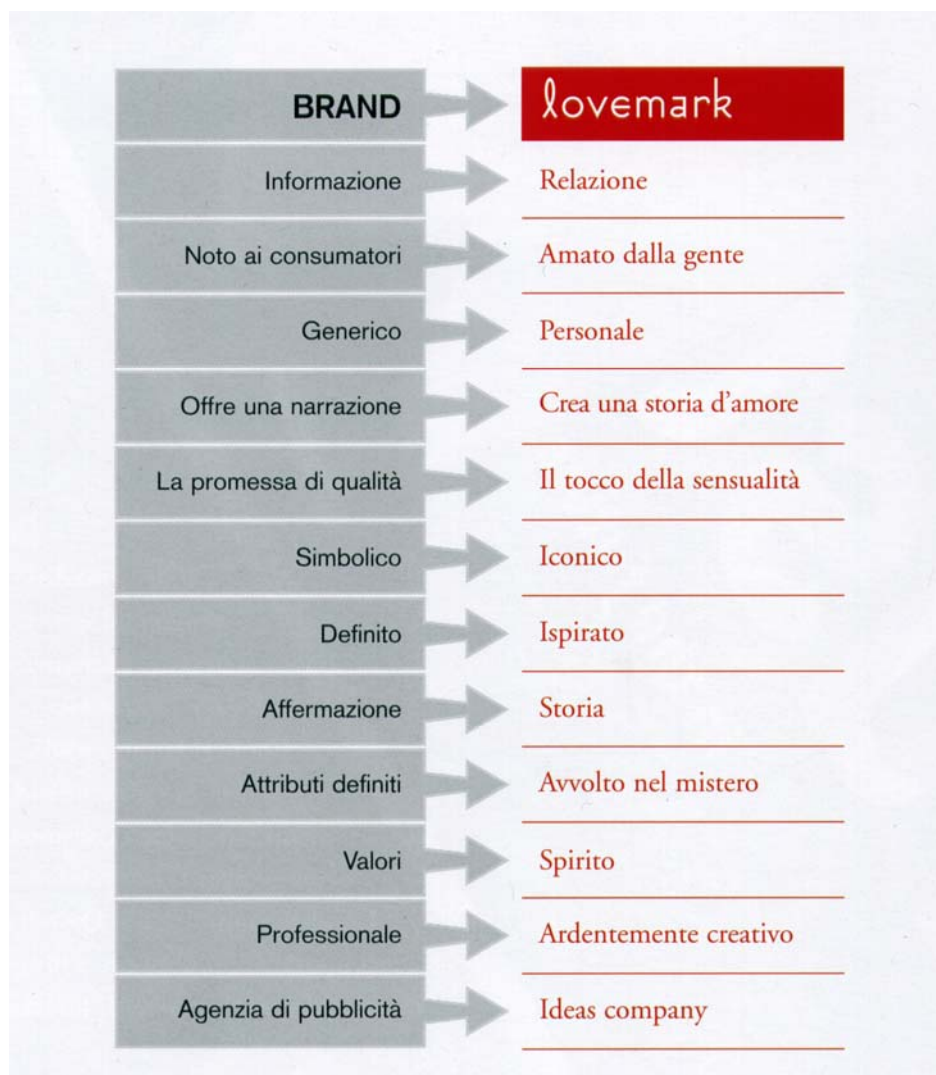 BRAND lovemark
Informazione Relazione
Noto ai consumatori Amato dalla gente
Generico Personale
Offre una narrazione Crea una storia d’amore
La promessa di qualità Il tocco della sensualità
Simbolico Iconico
Definito Ispirato
Affermazione Storia
Attributi definiti Avvolto nel mistero
Valori Spirito
Professionale Ardentemente creativo
Agenzia di pubblicità Ideas company